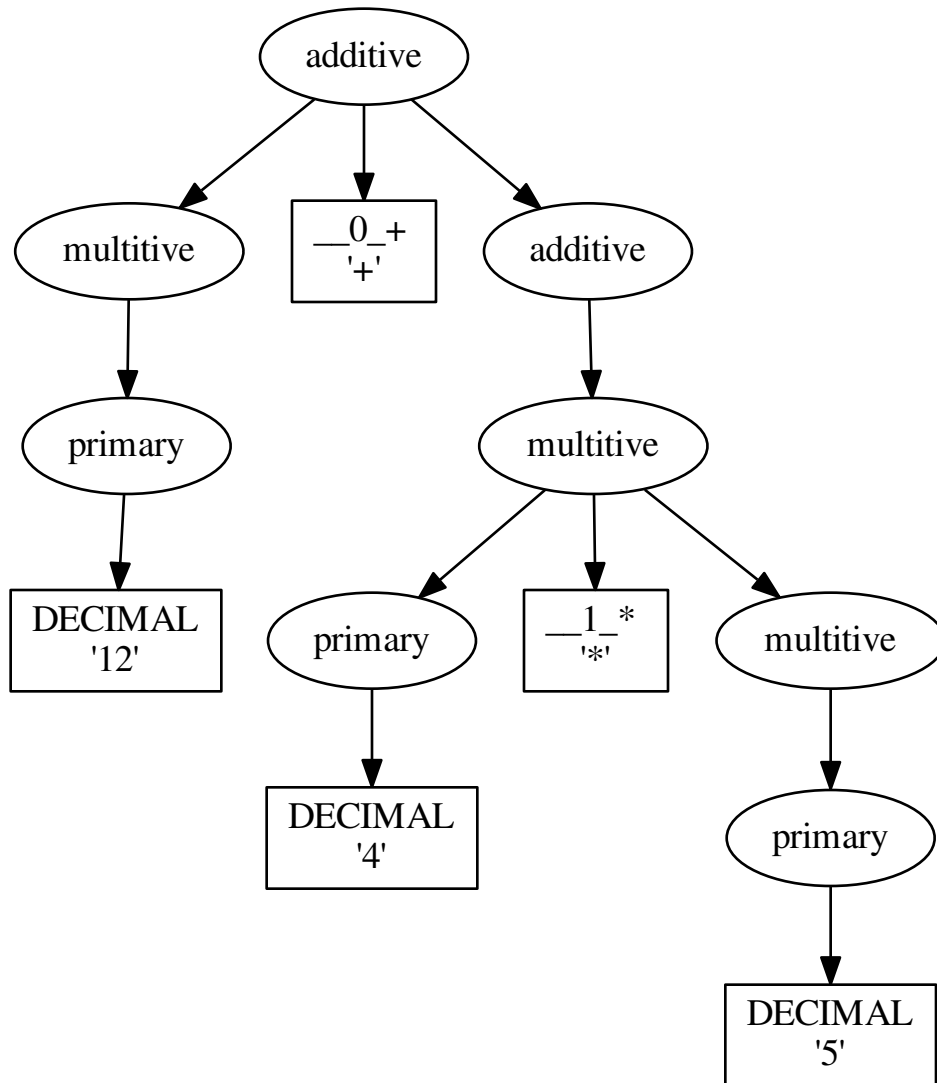 additive
multitive
__0_+
'+'
additive
primary
multitive
DECIMAL
'12'
primary
__1_*
'*'
multitive
DECIMAL
'4'
primary
DECIMAL
'5'